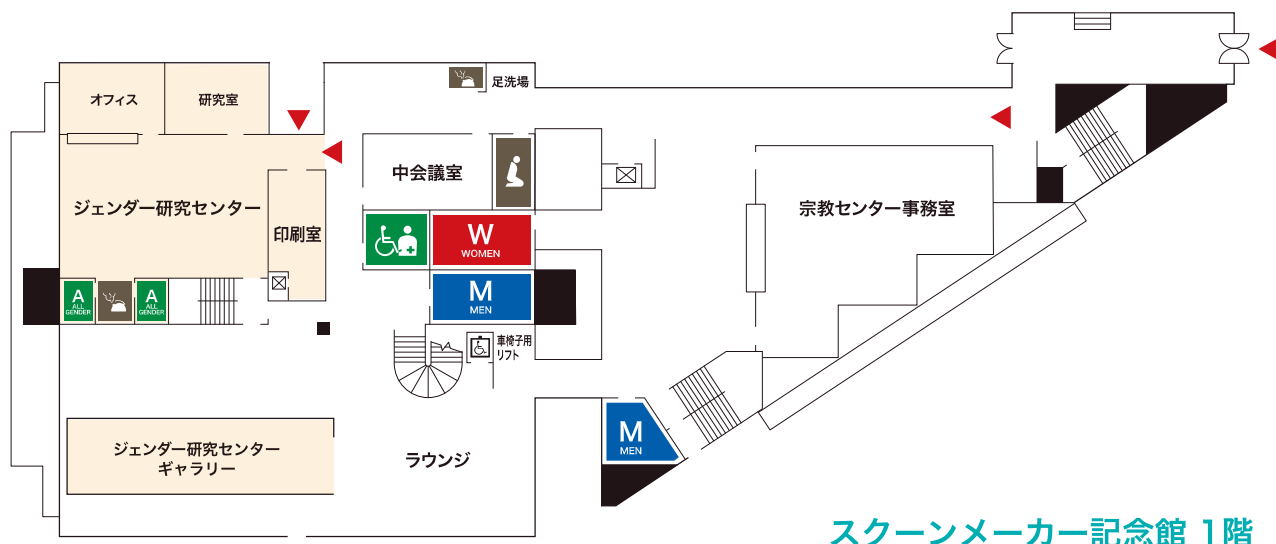 足洗場
オフィス
研究室
中会議室
ジェンダー研究センター
宗教センター事務室
印刷室
W
WOMEN
A
ALL
GENDER
A
ALL
GENDER
M
MEN
車椅子用
リフト
M
MEN
ジェンダー研究センター
ギャラリー
ラウンジ
スクーンメーカー記念館 1階